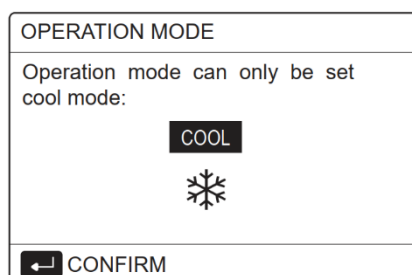 OPERATION MODE
Operation mode can only be set
cool mode:
COOL
CONFIRM